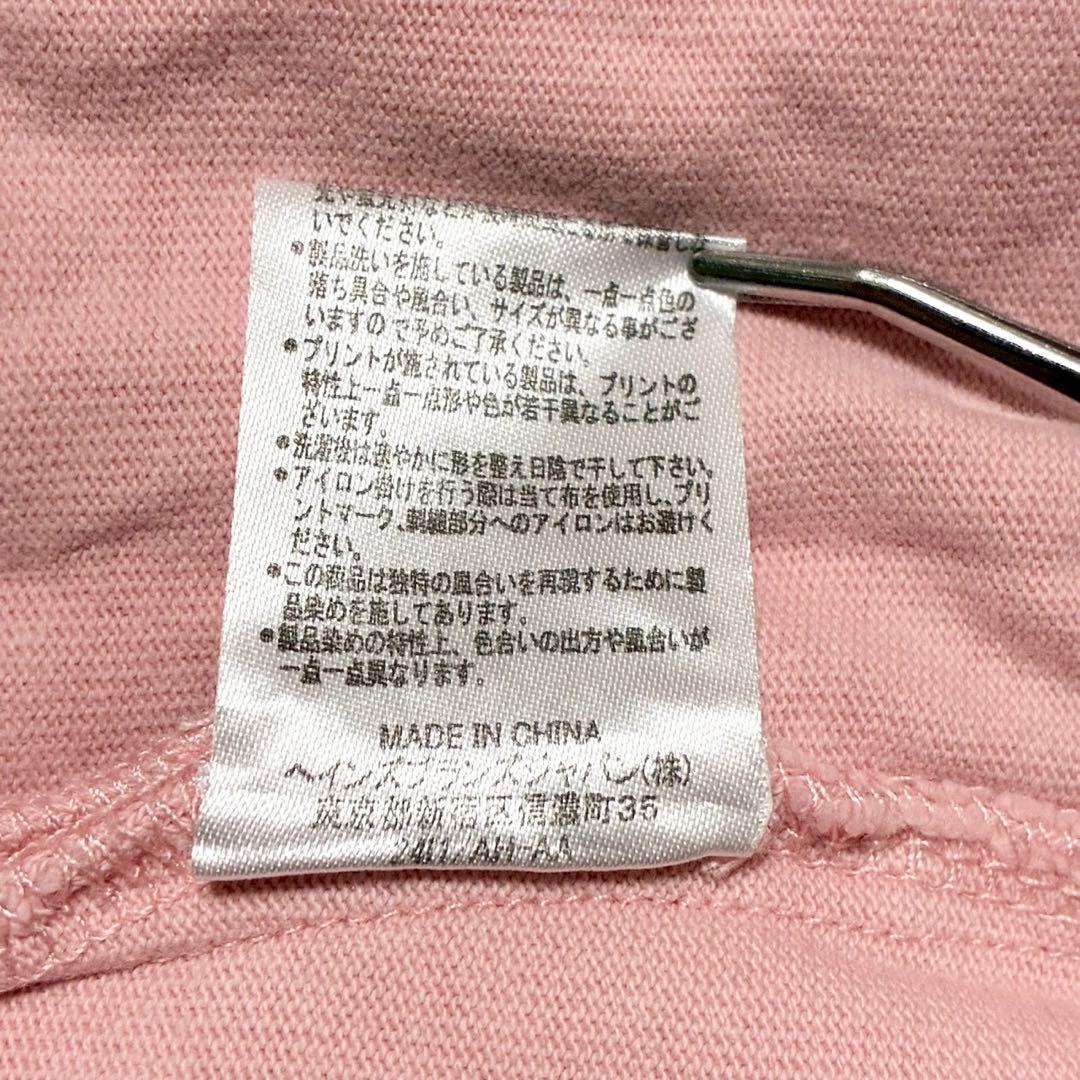 いでください。
●製品洗いを施している製品は、一点一点色の
落ち具合や風合い、サイズが異なる事がござ
いますので予めご了承ください。
●プリントが施されている製品は、プリントの
特性上一点一点形や色が若干異なることがご
ざいます。
●洗濯後は速やかに形を整え日陰で干して下さい。
●アイロン掛けを行う際は当て布を使用し、プリ
ントマーク、刺繍部分へのアイロンはお避けく
ださい。
●この商品は独特の風合いを再現するために製
品染めを施してあります。
●製品染めの特性上、色合いの出方や風合いが
一点一点異なります。
MADE IN CHINA
ヘインズブランズジャパン(株)
東京都新宿区信濃町35
AH-AA